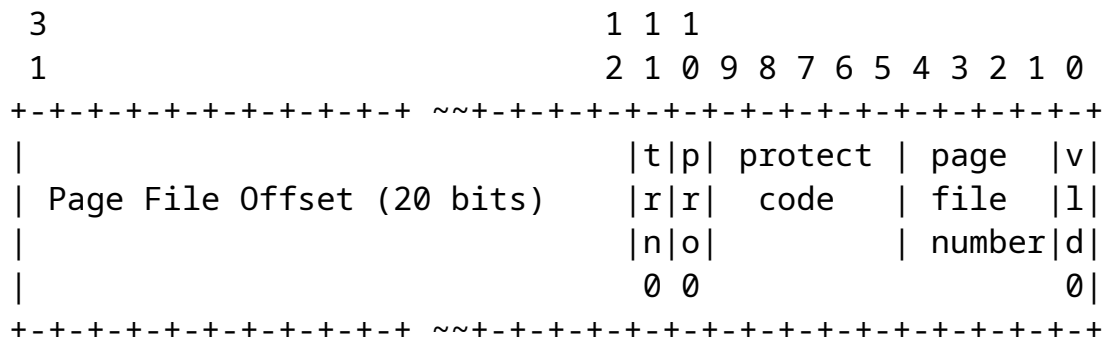 3                             1 1 1
 1                             2 1 0 9 8 7 6 5 4 3 2 1 0
+-+-+-+-+-+-+-+-+-+-+ ~~+-+-+-+-+-+-+-+-+-+-+-+-+-+-+-+-+
|                               |t|p| protect | page  |v|
| Page File Offset (20 bits)    |r|r|  code   | file  |l|
|                               |n|o|         | number|d|
|                                0 0                   0|
+-+-+-+-+-+-+-+-+-+-+ ~~+-+-+-+-+-+-+-+-+-+-+-+-+-+-+-+-+